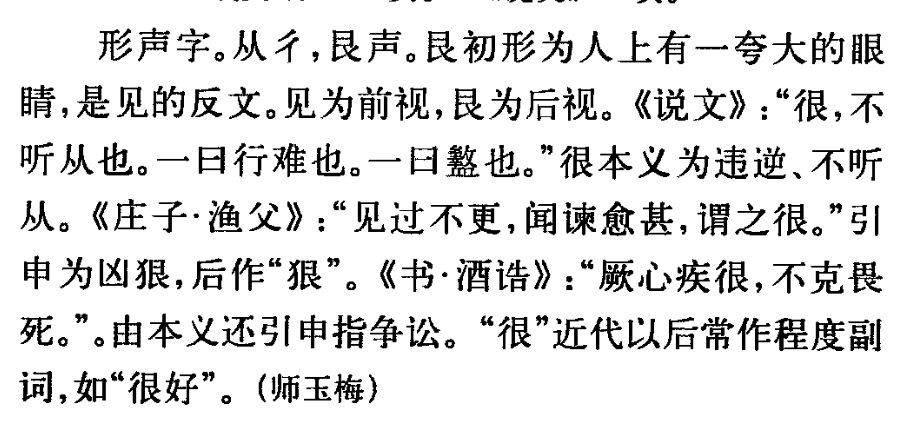 形声字。从彳,艮声。艮初形为人上有一夸大的眼
睛,是见的反文。见为前视,艮为后视。《说文》:“很,不
听从也。一曰行难也。一曰盭也。”很本义为违逆、不听
从。《庄子·渔父》:“见过不更,闻谏愈甚,谓之很。”引
申为凶狠,后作“狠”。《书·酒诰》:“厥心疾很,不克畏
死。”。由本义还引申指争讼。“很”近代以后常作程度副
词,如“很好”。(师玉梅)